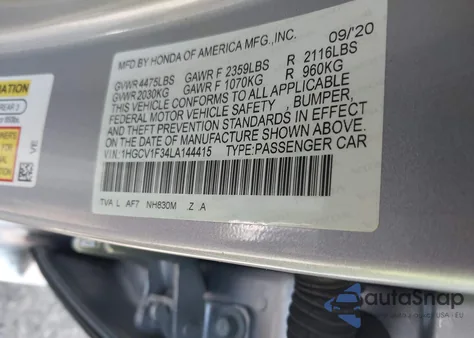 MFD BY HONDA OF AMERICA MFG.,INC. 09/'20
GVWR 4475LBS GAWR F 2359LBS R 2116LBS
GVWR 2030KG GAWR F 1070KG R 960KG
THIS VEHICLE CONFORMS TO ALL APPLICABLE
FEDERAL MOTOR VEHICLE SAFETY , BUMPER,
AND THEFT PREVENTION STANDARDS IN EFFECT
ON THE DATE OF MANUFACTURE SHOWN ABOVE.
V I N: 1HGCV1F34LA144415 TYPE:PASSENGER CAR
TVA L AF7 NH830M .Z A
REAR
VE
autoSnap